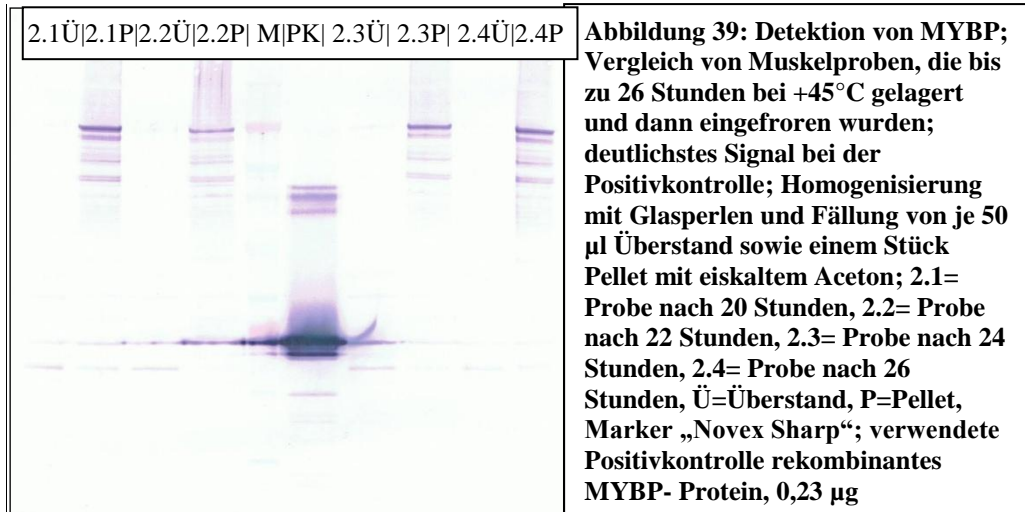 2.1Ü|2.1P|2.2Ü|2.2P| M|PK| 2.3Ü| 2.3P| 2.4Ü|2.4P
Abbildung 39: Detektion von MYBP;
Vergleich von Muskelproben, die bis
zu 26 Stunden bei +45°C gelagert
und dann eingefroren wurden;
deutlichstes Signal bei der
Positivkontrolle; Homogenisierung
mit Glasperlen und Fällung von je 50
µl Überstand sowie einem Stück
Pellet mit eiskaltem Aceton; 2.1=
Probe nach 20 Stunden, 2.2= Probe
nach 22 Stunden, 2.3= Probe nach 24
Stunden, 2.4= Probe nach 26
Stunden, Ü=Überstand, P=Pellet,
Marker „Novex Sharp“; verwendete
Positivkontrolle rekombinantes
MYBP- Protein, 0,23 µg